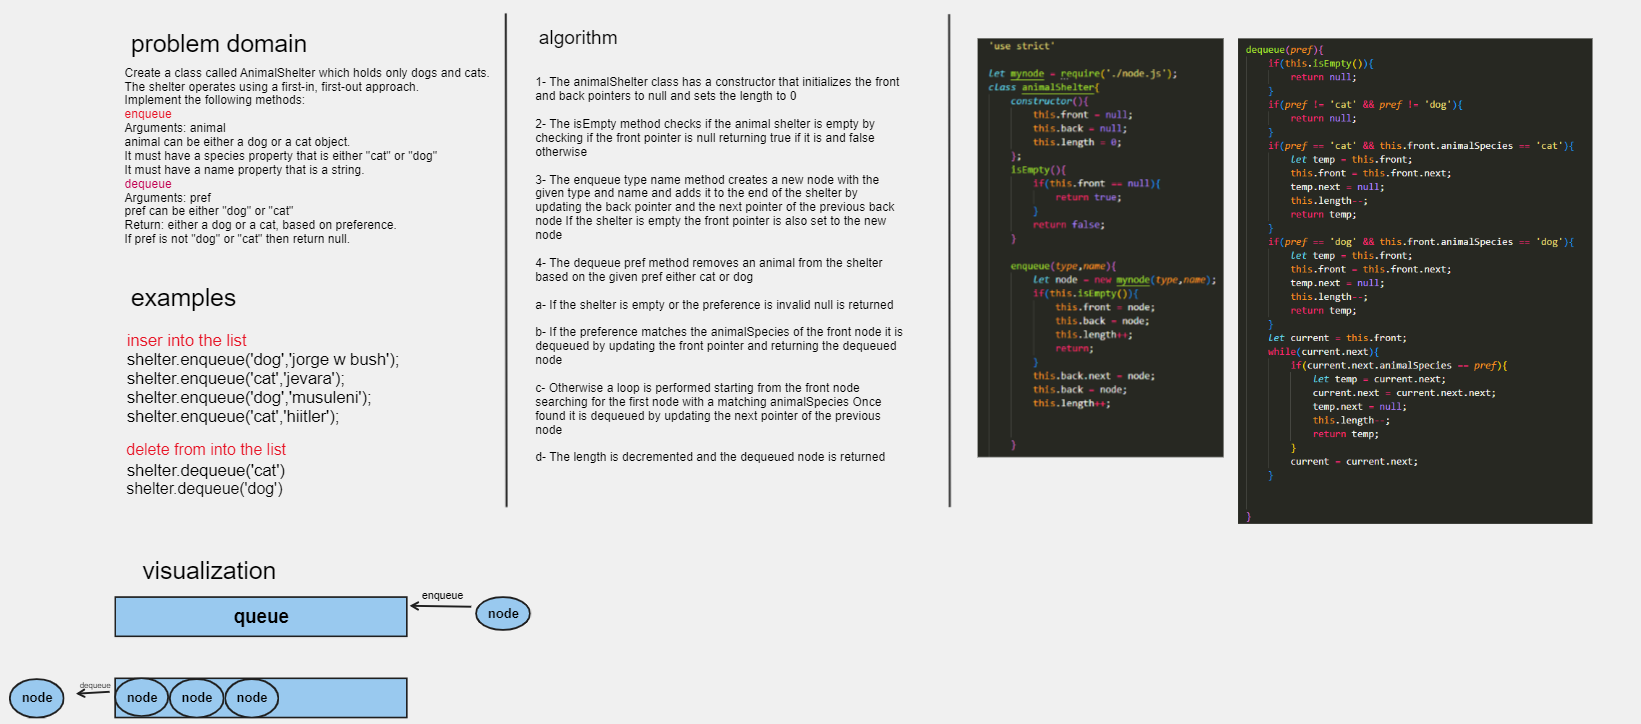 problem domain
Create a class called AnimalShelter which holds only dogs and cats.
The shelter operates using a first-in, first-out approach.
Implement the following methods:
enqueue
Arguments: animal
animal can be either a dog or a cat object.
It must have a species property that is either "cat" or "dog"
It must have a name property that is a string.
dequeue
Arguments: pref
pref can be either "dog" or "cat"
Return: either a dog or a cat, based on preference.
If pref is not "dog" or "cat" then return null.
examples
inser into the list
shelter.enqueue('dog','jorge w bush');
shelter.enqueue('cat','jevara');
shelter.enqueue('dog','musuleni');
shelter.enqueue('cat','hiitler');
delete from into the list
shelter.dequeue('cat')
shelter.dequeue('dog')
algorithm
1- The animalShelter class has a constructor that initializes the front
and back pointers to null and sets the length to 0
2- The isEmpty method checks if the animal shelter is empty by
checking if the front pointer is null returning true if it is and false
otherwise
3- The enqueue type name method creates a new node with the
given type and name and adds it to the end of the shelter by
updating the back pointer and the next pointer of the previous back
node If the shelter is empty the front pointer is also set to the new
node
4- The dequeue pref method removes an animal from the shelter
based on the given pref either cat or dog
a- If the shelter is empty or the preference is invalid null is returned
b- If the preference matches the animalSpecies of the front node it is
dequeued by updating the front pointer and returning the dequeued
node
c- Otherwise a loop is performed starting from the front node
searching for the first node with a matching animalSpecies Once
found it is dequeued by updating the next pointer of the previous
node
d- The length is decremented and the dequeued node is returned
'use strict'
let mynode = require('./node.js');
class animalShelter{
constructor(){
this.front = null;
this.back = null;
this.length = 0;
};
isEmpty(){
if(this.front == null){
return true;
}
return false;
}
enqueue(type,name){
let node = new mynode(type,name);
if(this.isEmpty()){
this.front = node;
this.back = node;
this.length++;
return;
}
this.back.next = node;
this.back = node;
this.length++;
}
dequeue(pref){
if(this.isEmpty()){
return null;
}
if(pref != 'cat' && pref != 'dog'){
return null;
}
if(pref == 'cat' && this.front.animalSpecies == 'cat'){
let temp = this.front;
this.front = this.front.next;
temp.next = null;
this.length--;
return temp;
}
if(pref == 'dog' && this.front.animalSpecies == 'dog'){
let temp = this.front;
this.front = this.front.next;
temp.next = null;
this.length--;
return temp;
}
let current = this.front;
while(current.next){
if(current.next.animalSpecies == pref){
let temp = current.next;
current.next = current.next.next;
temp.next = null;
this.length--;
return temp;
}
current = current.next;
}
}
visualization
queue
enqueue
node
node
dequeue
node
node
node